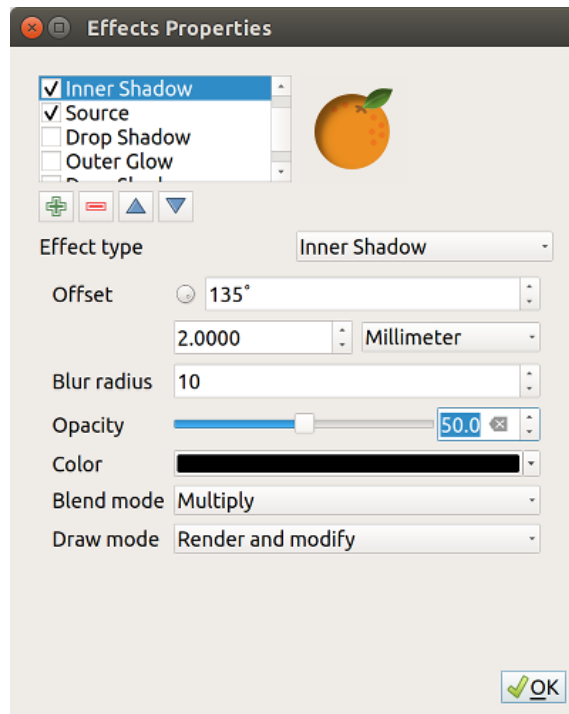 Effects Properties
Inner Shadow
Source
Drop Shadow
Outer Glow
Effect type Inner Shadow
Offset 135˚
2.0000 Millimeter
Blur radius 10
Opacity 50.0
Color
Blend mode Multiply
Draw mode Render and modify
OK